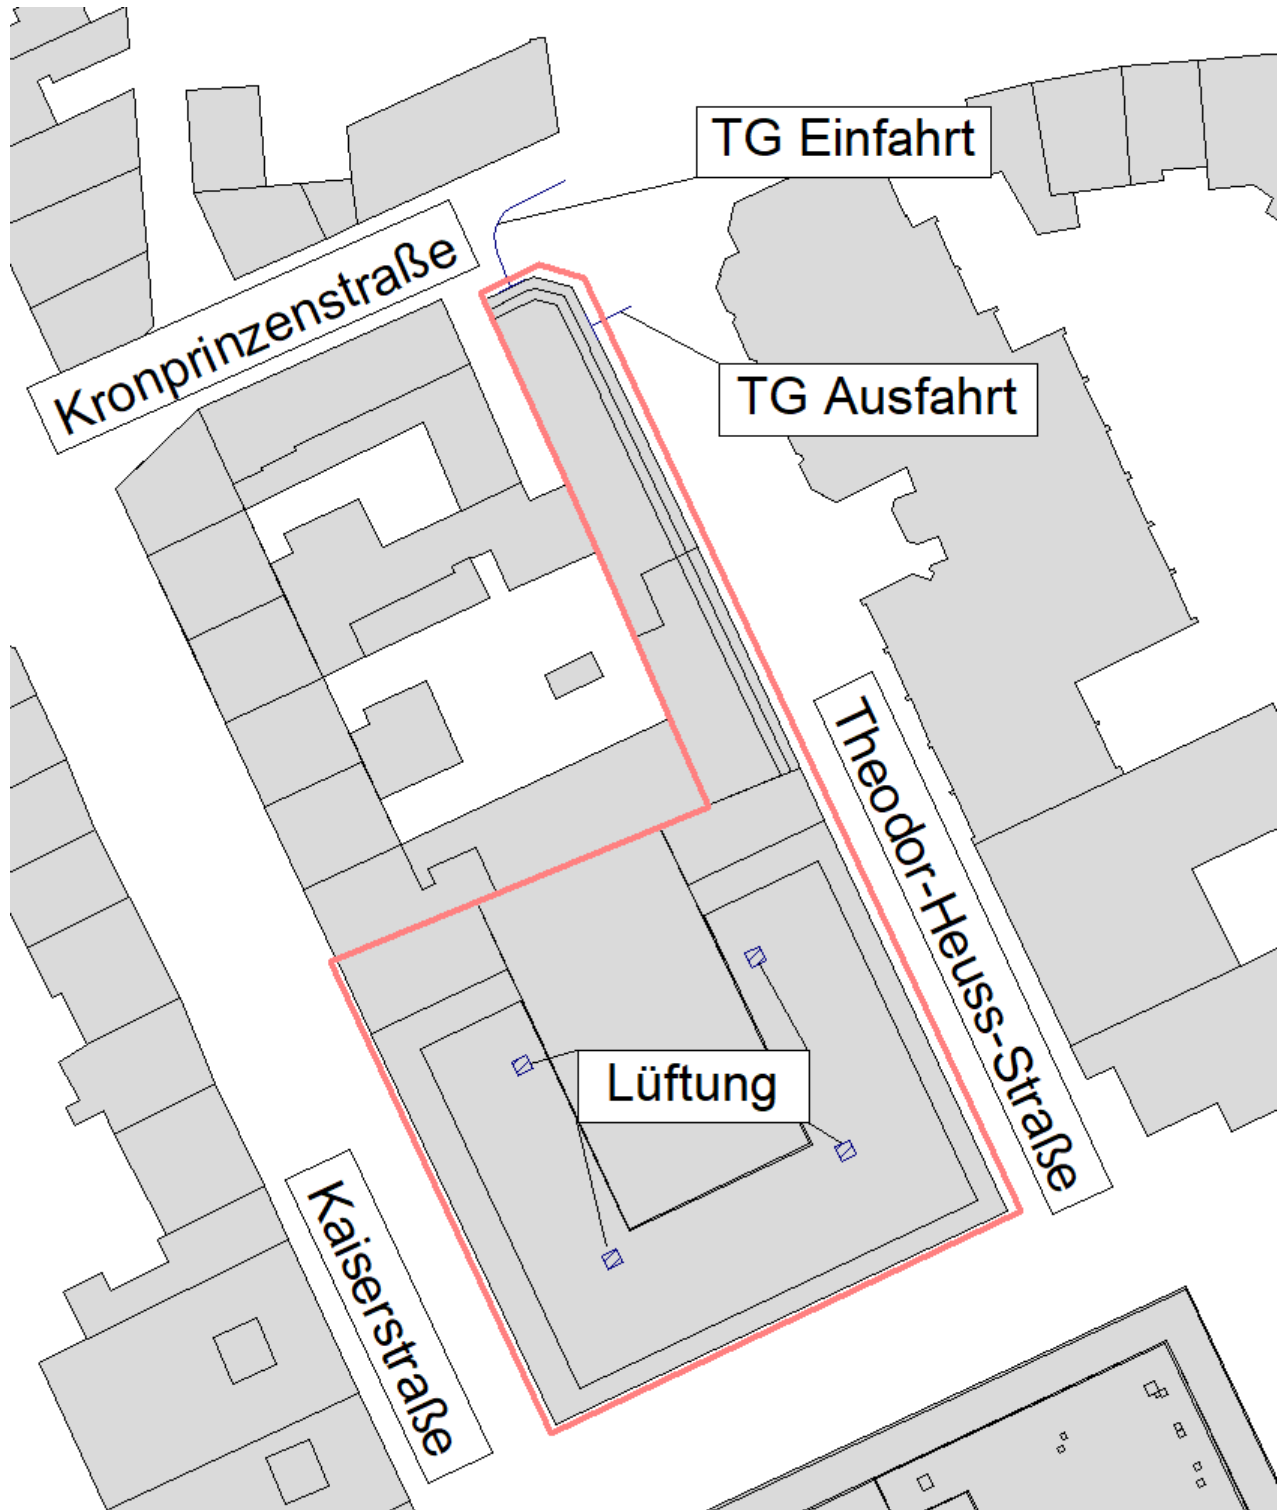 TG Einfahrt
Kronprinzenstraße
TG Ausfahrt
Theodor-Heuss-Straße
Lüftung
Kaiserstraße